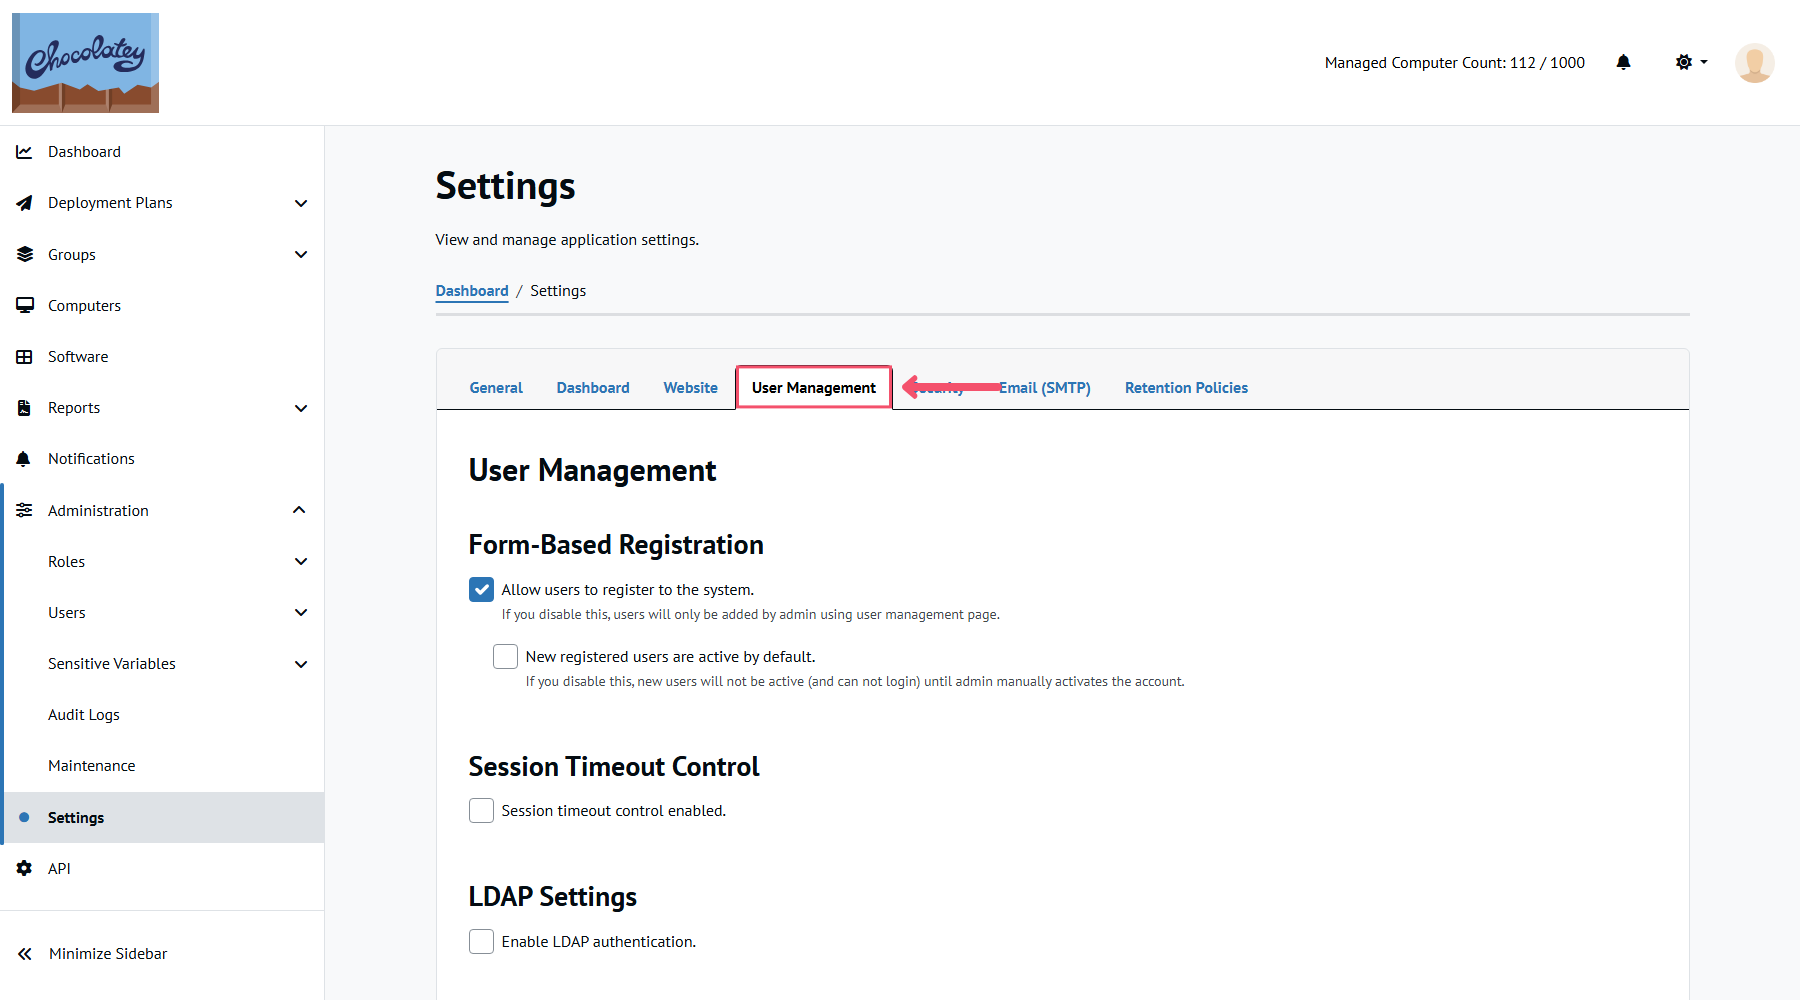 Chocolatey
Managed Computer Count: 112 / 1000
Dashboard
Deployment Plans
Groups
Computers
Software
Reports
Notifications
Administration
Roles
Users
Sensitive Variables
Audit Logs
Maintenance
Settings
API
Minimize Sidebar
Settings
View and manage application settings.
Dashboard / Settings
General Dashboard Website User Management Security Email (SMTP) Retention Policies
User Management
Form-Based Registration
Allow users to register to the system.
If you disable this, users will only be added by admin using user management page.
New registered users are active by default.
If you disable this, new users will not be active (and can not login) until admin manually activates the account.
Session Timeout Control
Session timeout control enabled.
LDAP Settings
Enable LDAP authentication.